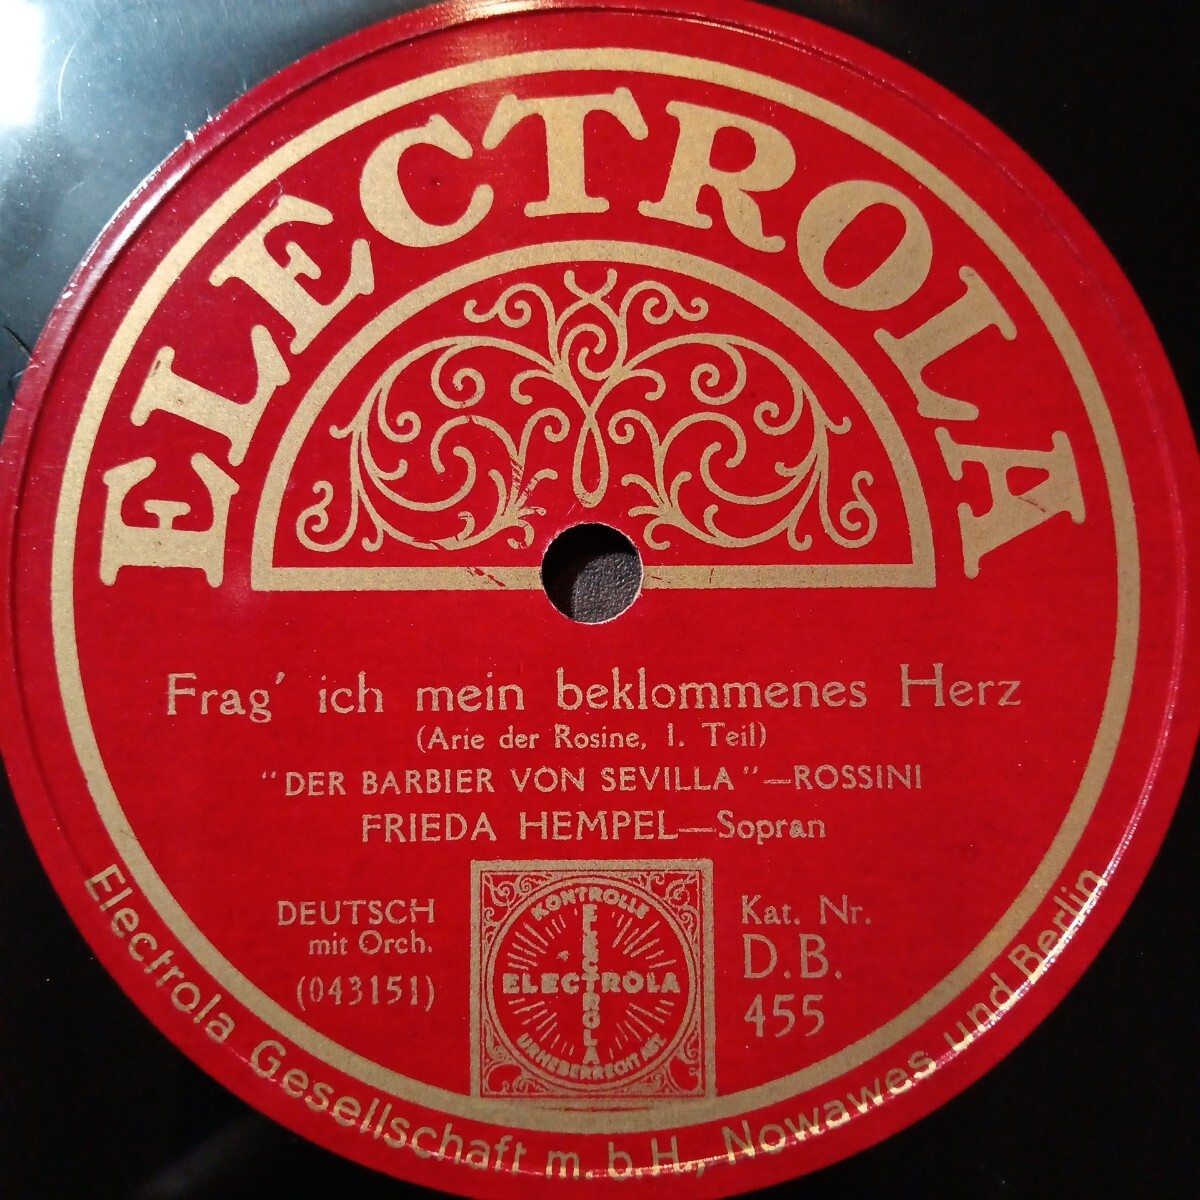 ELECTROLA
Frag' ich mein beklommenes Herz
(Arie der Rosine, 1. Teil)
"DER BARBIER VON SEVILLA"—ROSSINI
FRIEDA HEMPEL—Sopran
DEUTSCH
mit Orch.
(043151)
KONTROLLE
ELECTROLA
ELECTROLA
URHEBERRECHT
Kat. Nr.
D.B.
455
Electrola Gesellschaft m. b. H., Nowawes und Berlin